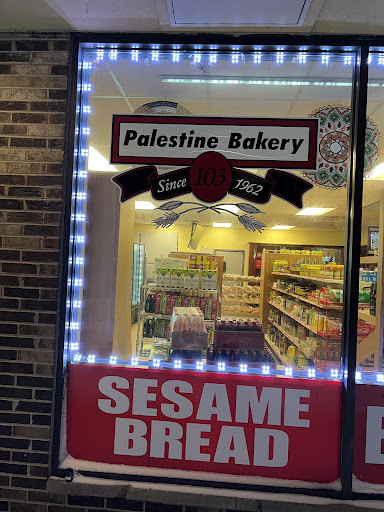 Palestine Bakery
Since 103 1962
SESAME
BREAD